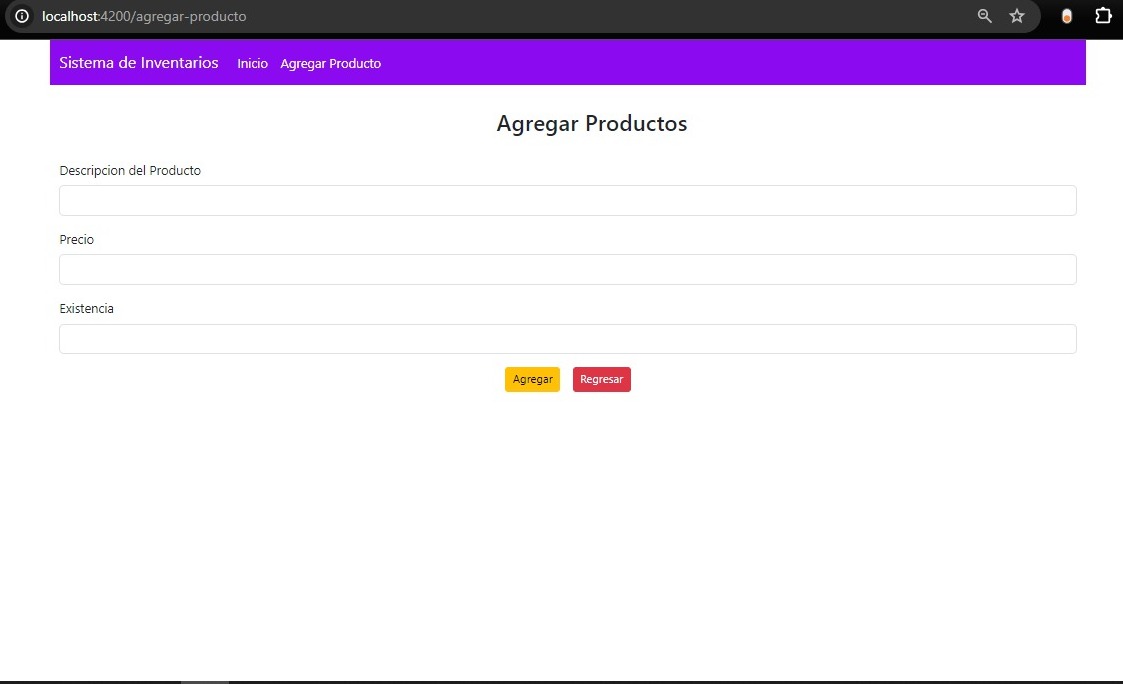 localhost:4200/agregar-producto
Sistema de Inventarios Inicio Agregar Producto
Agregar Productos
Descripcion del Producto
Precio
Existencia
Agregar Regresar